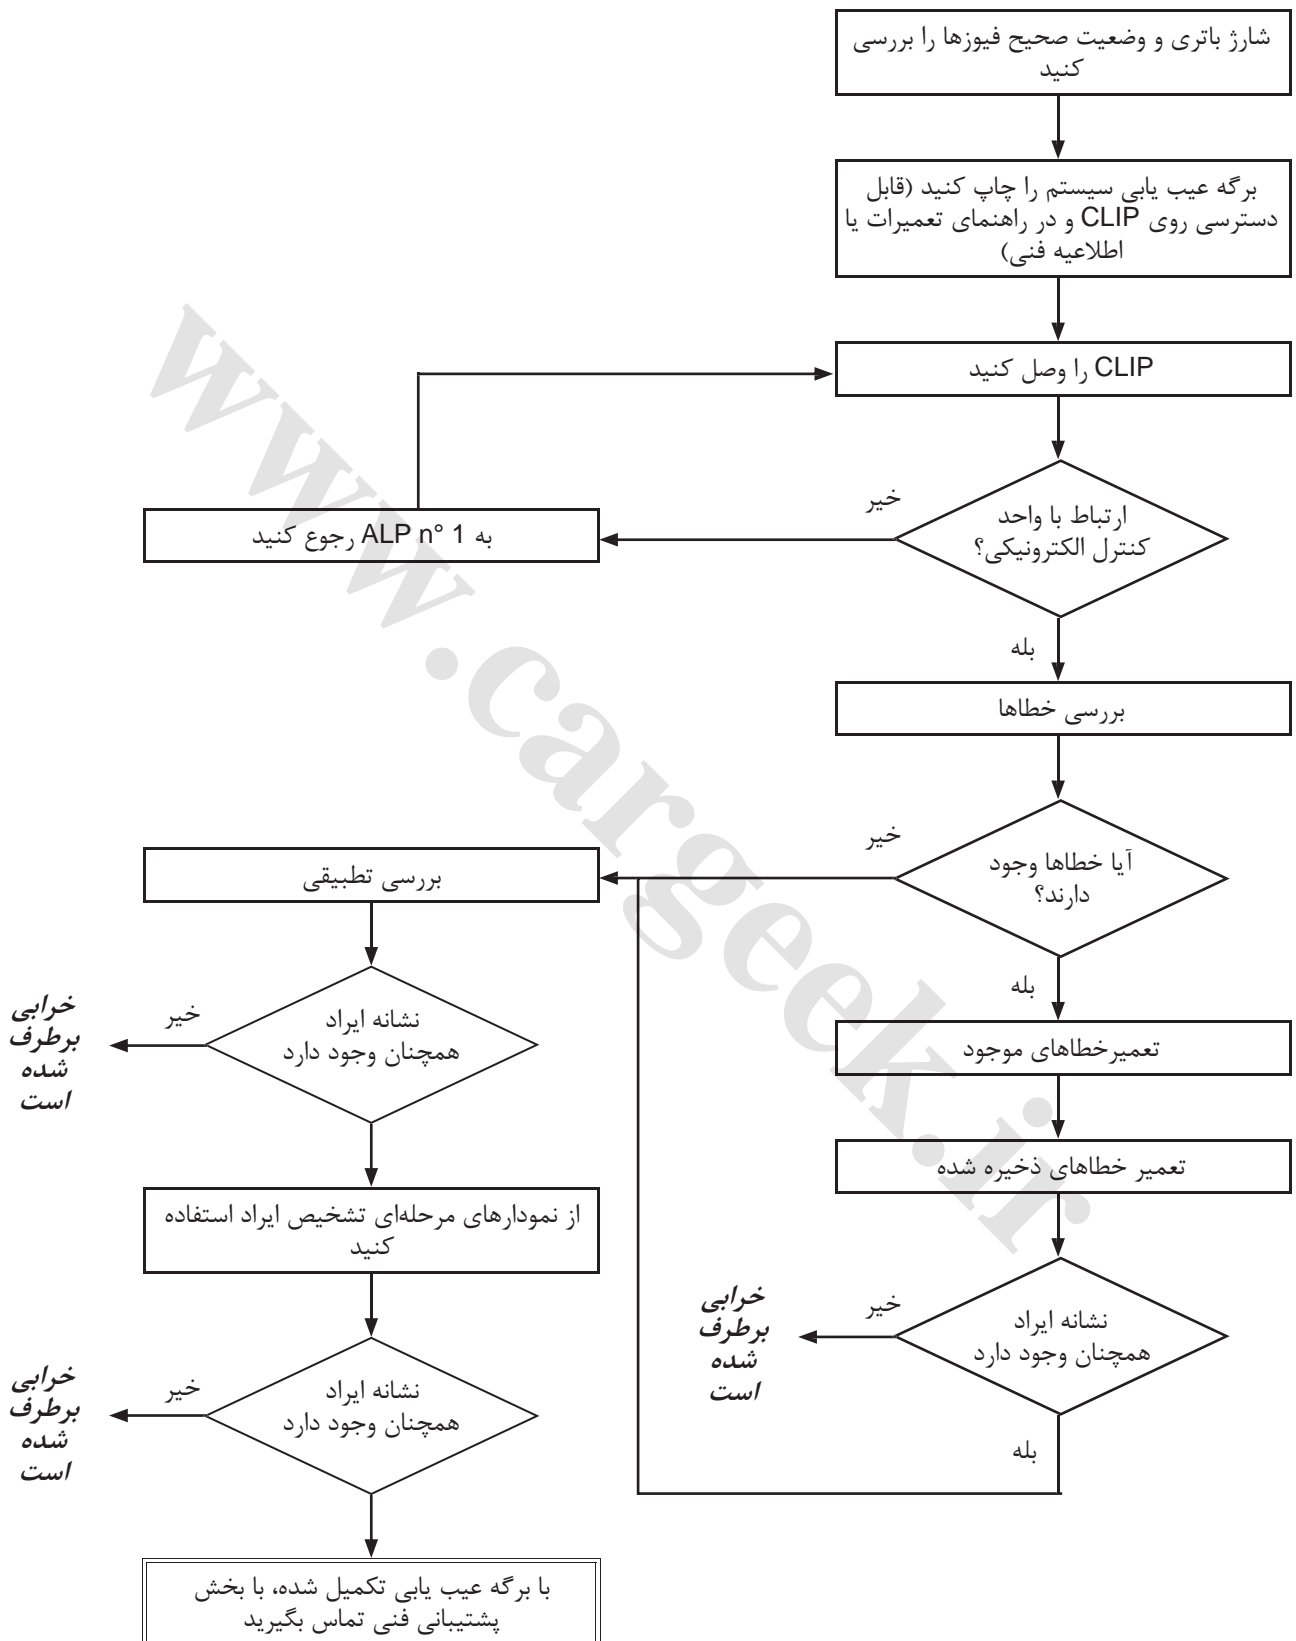 شارژ باتری و وضعیت صحیح فیوزها را بررسی
کنید
برگه عیب یابی سیستم را چاپ کنید (قابل
دسترسی روی CLIP و در راهنمای تعمیرات یا
اطلاعیه فنی)
CLIP را وصل کنید
ارتباط با واحد
کنترل الکترونیکی؟
خیر
به ALP n° 1 رجوع کنید
بله
بررسی خطاها
آیا خطاها وجود
دارند؟
خیر
بله
تعمیرخطاهای موجود
تعمیر خطاهای ذخیره شده
نشانه ایراد
همچنان وجود دارد
خیر
خرابی
برطرف
شده
است
بله
بررسی تطبیقی
نشانه ایراد
همچنان وجود دارد
خیر
خرابی
برطرف
شده
است
از نمودارهای مرحله‌ای تشخیص ایراد استفاده
کنید
نشانه ایراد
همچنان وجود دارد
خیر
خرابی
برطرف
شده
است
با برگه عیب یابی تکمیل شده، با بخش
پشتیبانی فنی تماس بگیرید
www.cargeek.ir